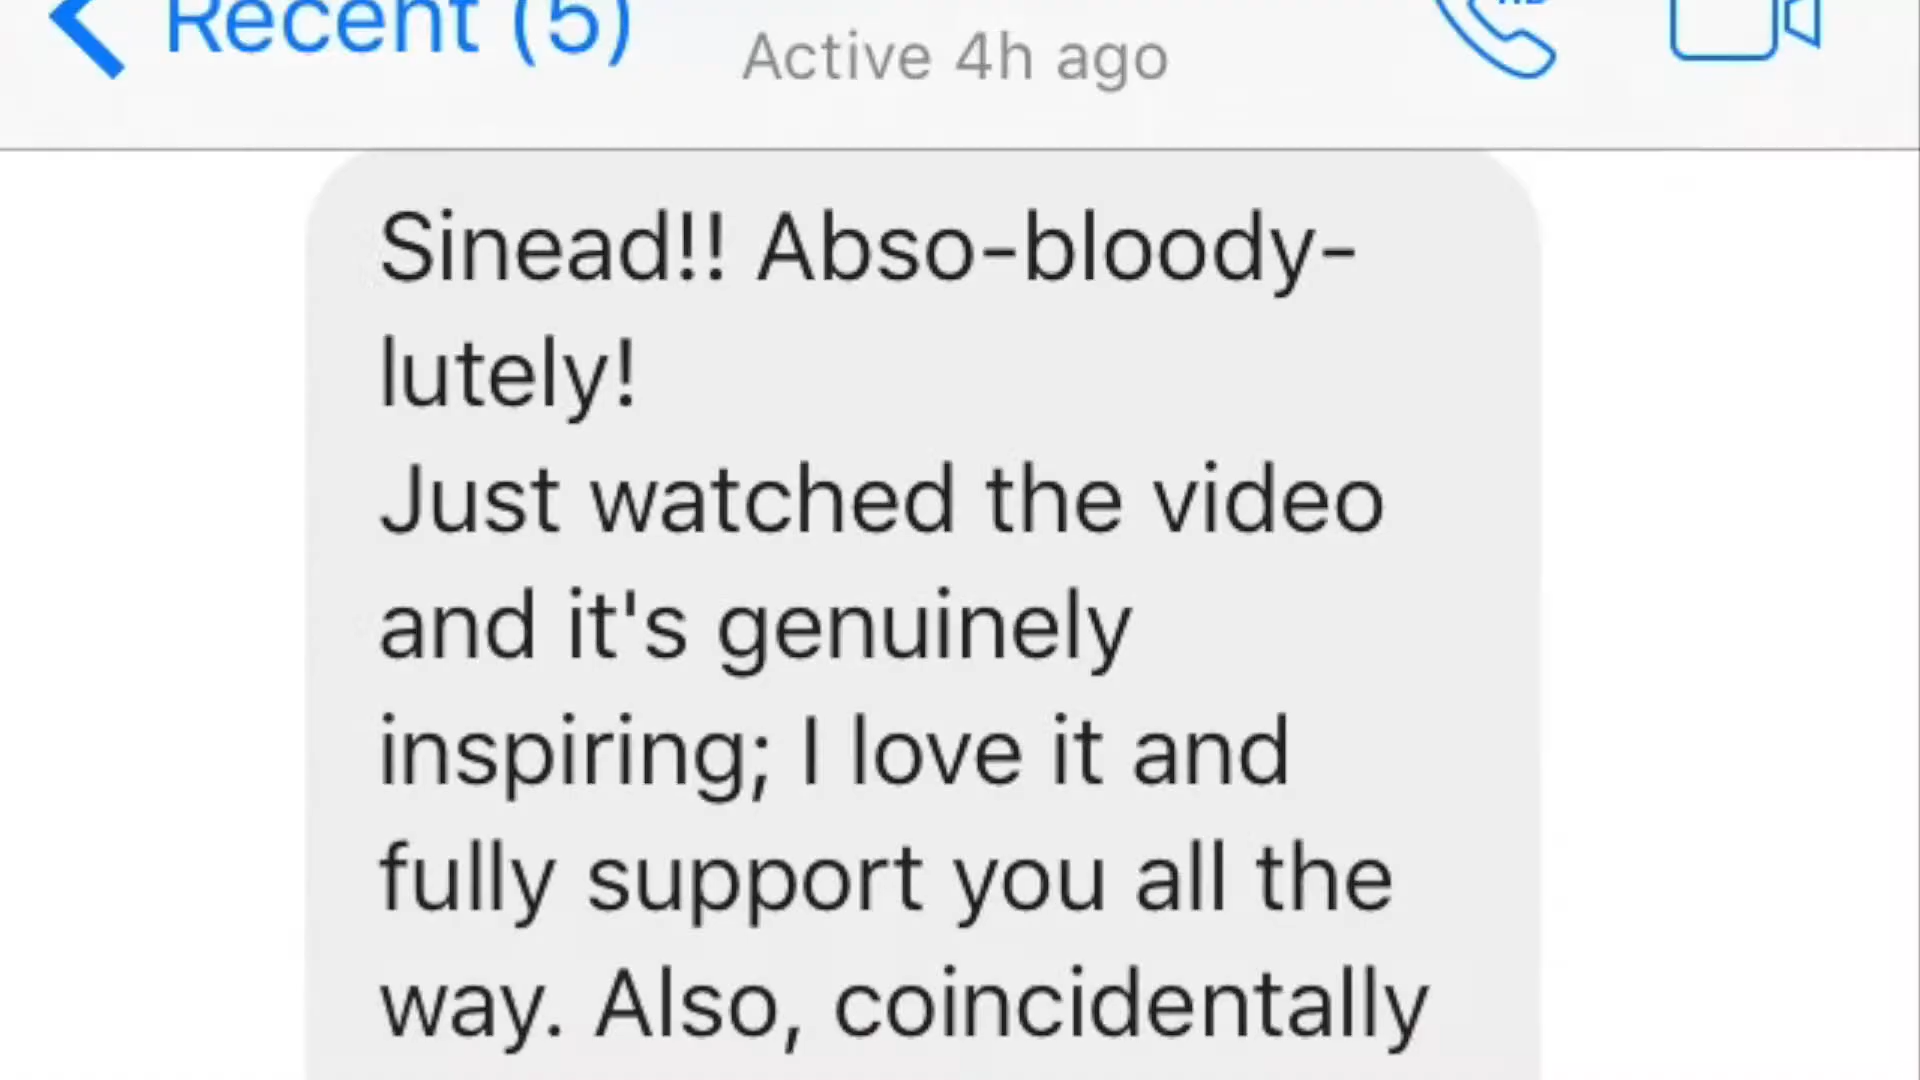 Recent (5)
Active 4h ago
Sinead!! Abso-bloody-
lutely!
Just watched the video
and it's genuinely
inspiring; I love it and
fully support you all the
way. Also, coincidentally